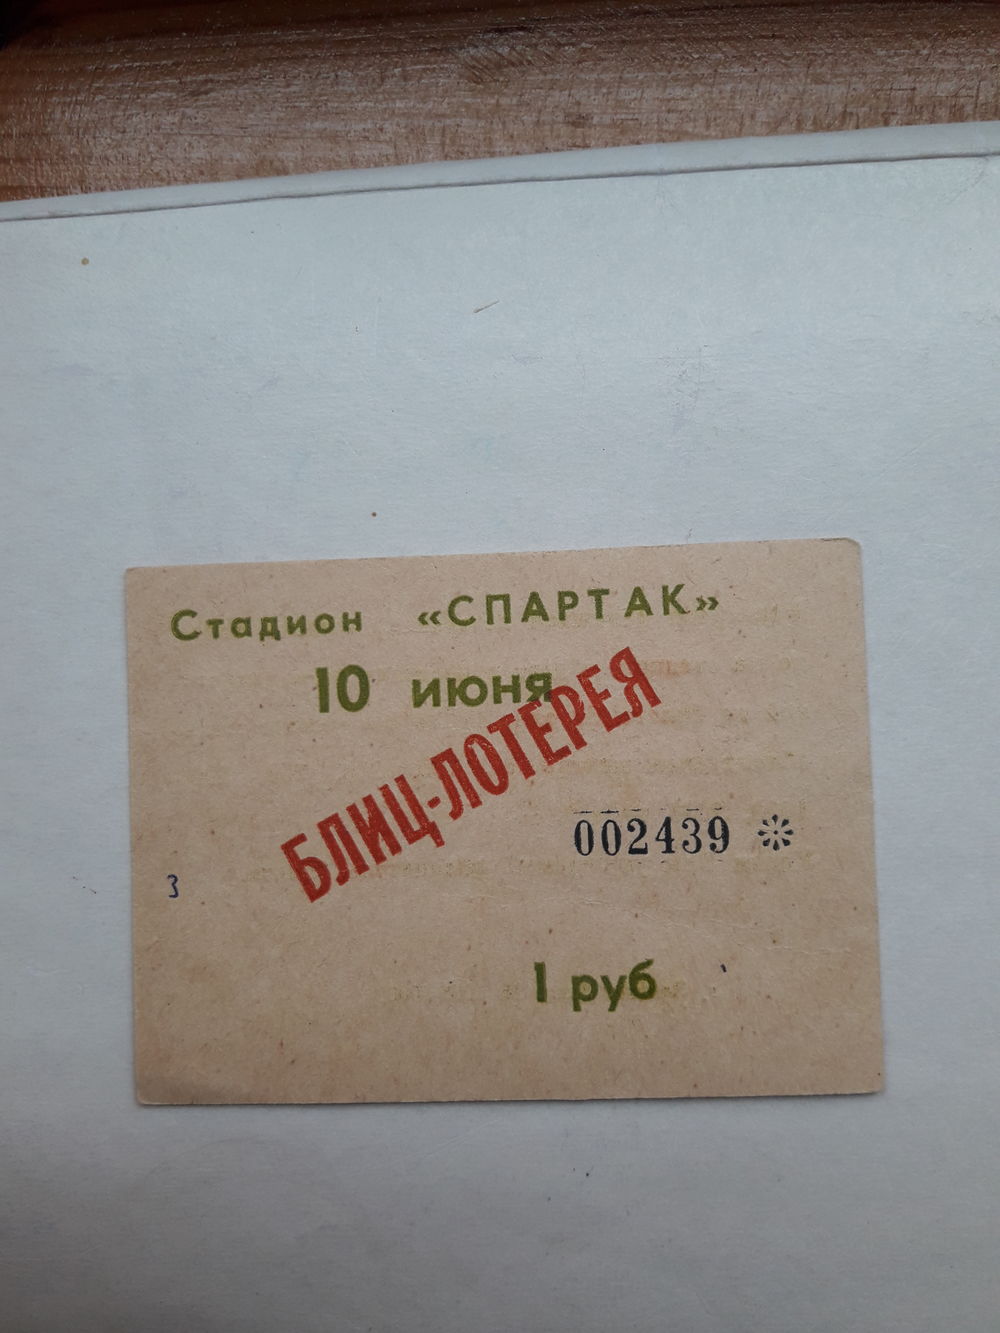 Стадион «СПАРТАК»
10 июня
БЛИЦ-ЛОТЕРЕЯ
002439
3
1 руб